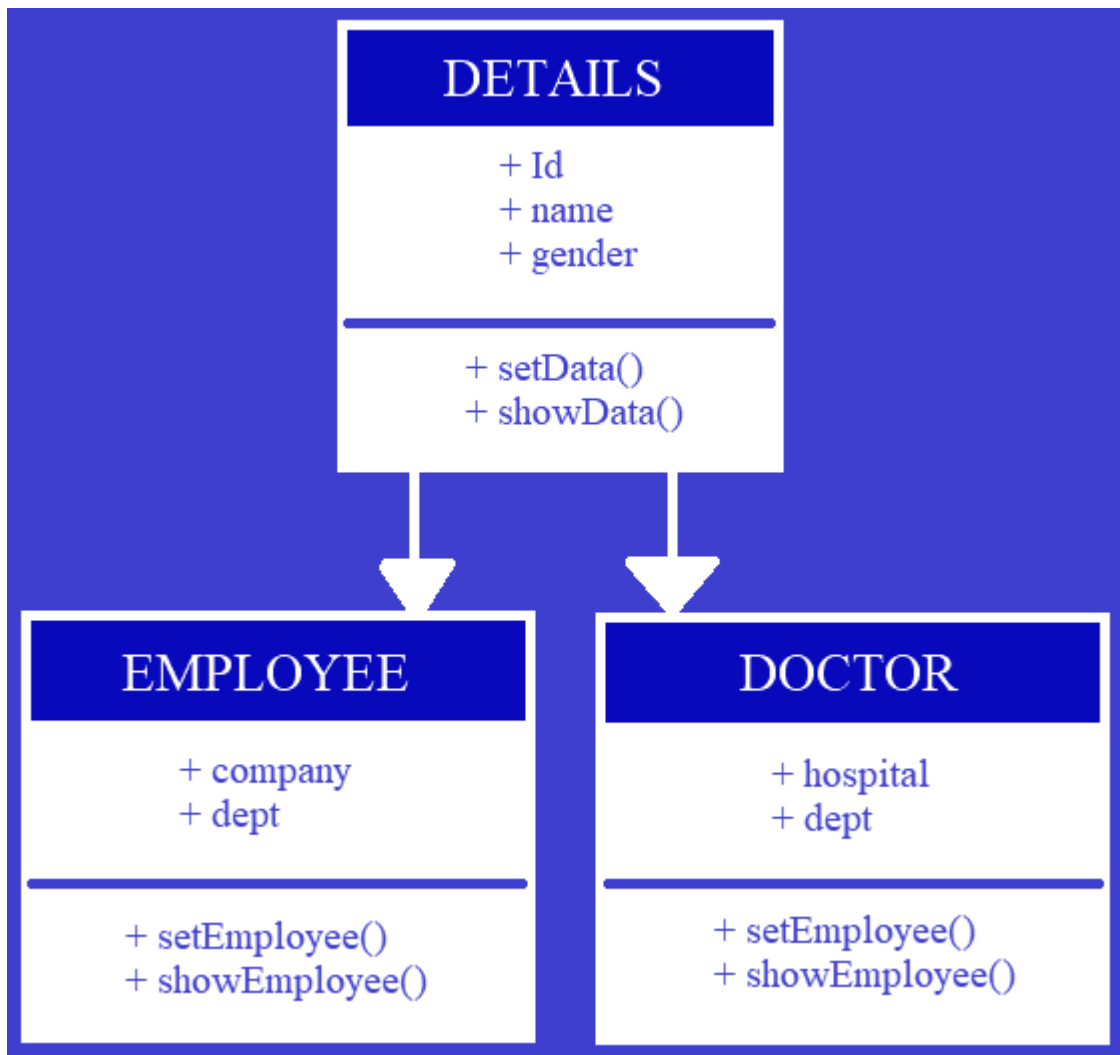 DETAILS
+ Id
+ name
+ gender
+ setData()
+ showData()
EMPLOYEE
+ company
+ dept
+ setEmployee()
+ showEmployee()
DOCTOR
+ hospital
+ dept
+ setEmployee()
+ showEmployee()